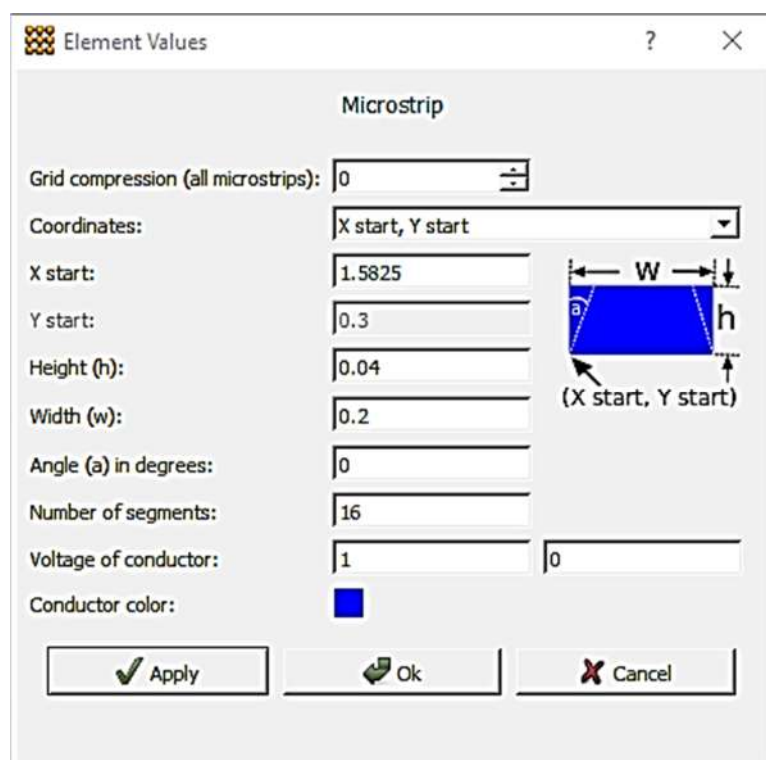 Element Values ? ×
Microstrip
Grid compression (all microstrips): 0
Coordinates: X start, Y start
X start: 1.5825
W
Y start: 0.3
a
h
Height (h): 0.04
(X start, Y start)
Width (w): 0.2
Angle (a) in degrees: 0
Number of segments: 16
Voltage of conductor: 1 0
Conductor color:
Apply Ok Cancel